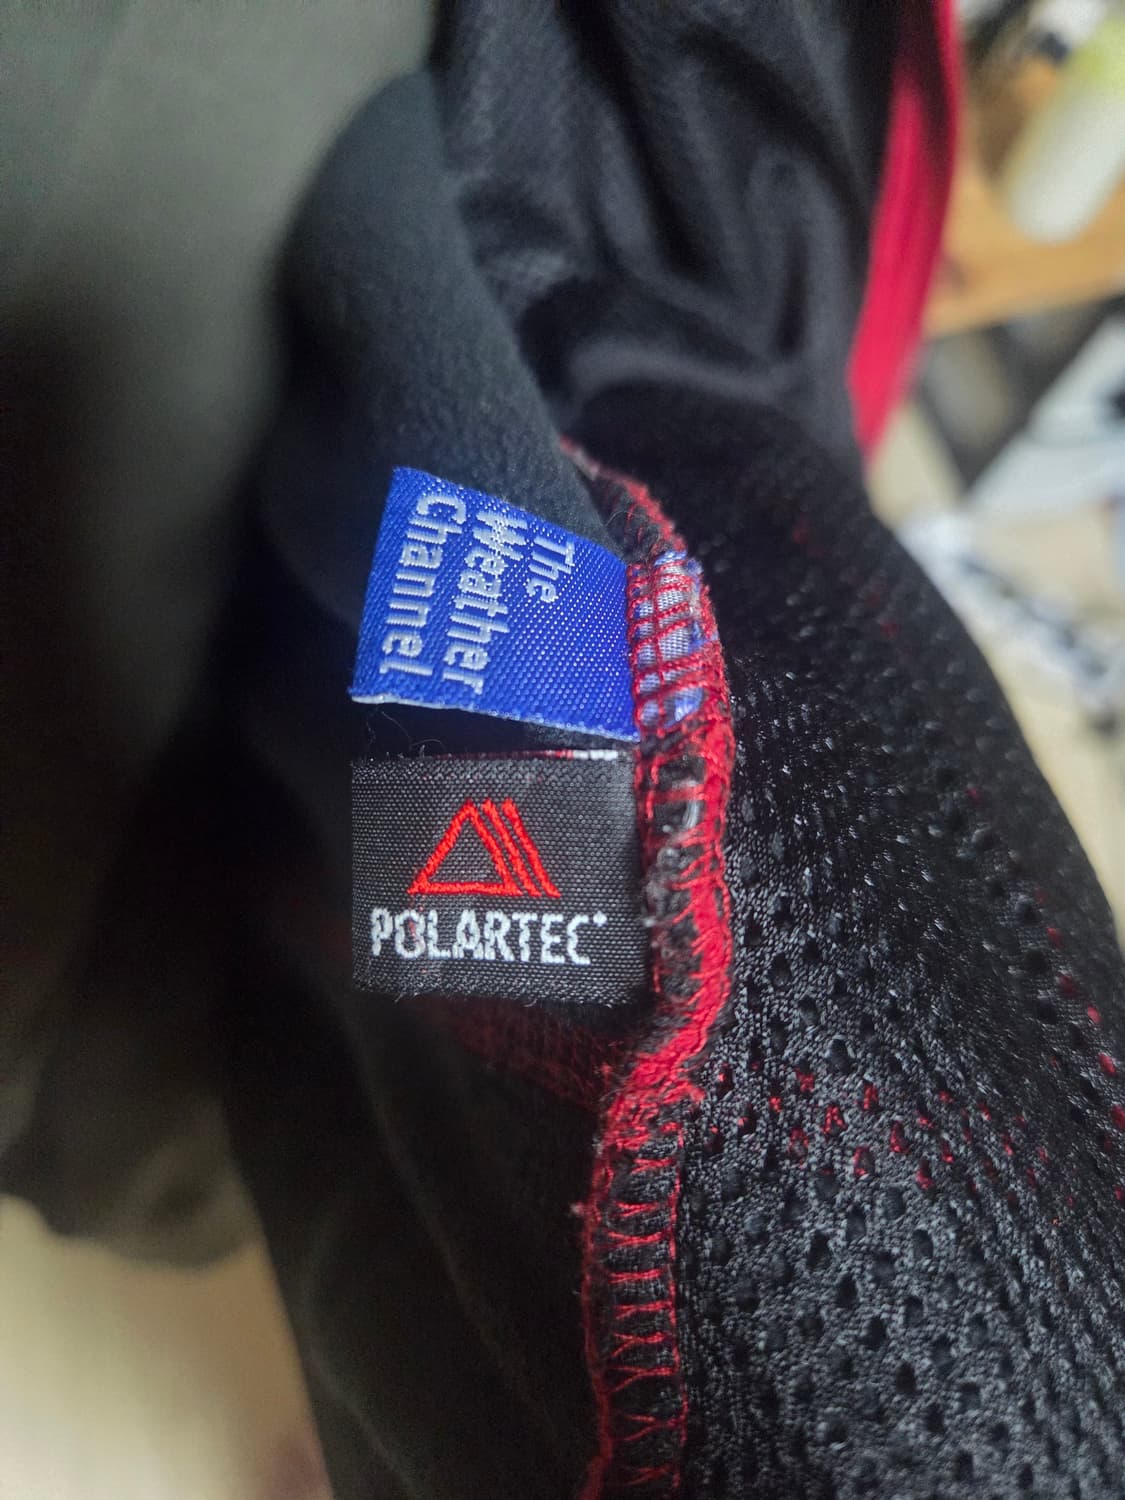 The
Weather
Channel
POLARTEC®